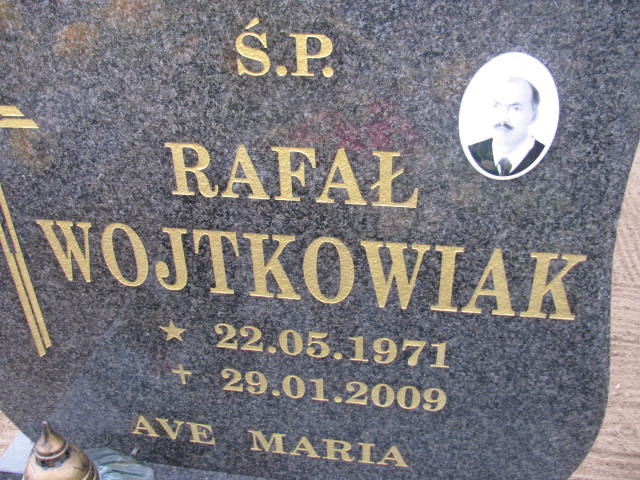 Ś.P.
RAFAŁ
WOJTKOWIAK
★ 22.05.1971
✝ 29.01.2009
AVE MARIA